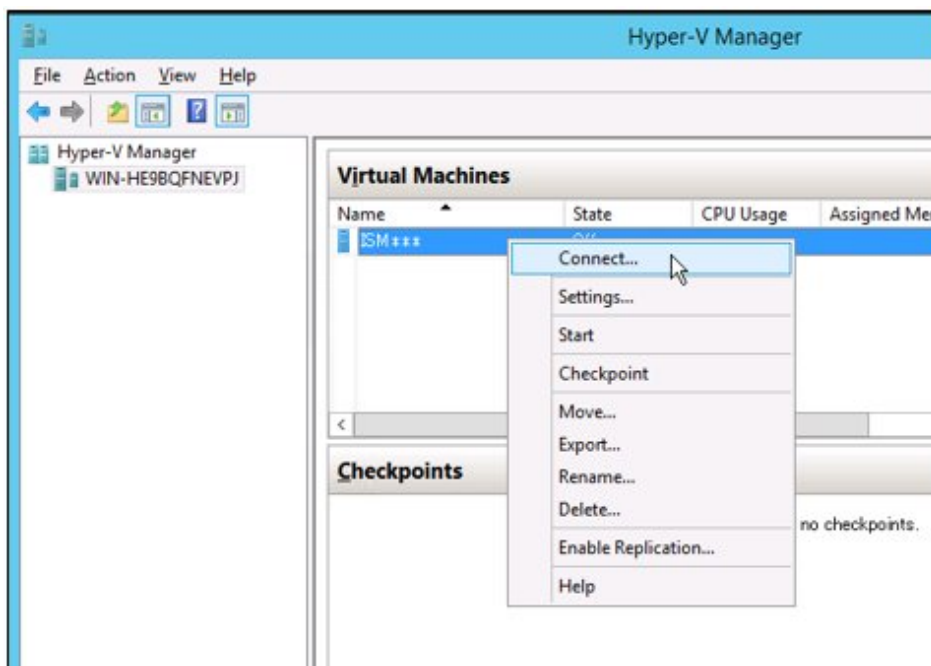 Hyper-V Manager
File Action View Help
Hyper-V Manager
WIN-HE9BQFNEVPJ
Virtual Machines
Name State CPU Usage Assigned Me
ISM***
Connect...
Settings...
Start
Checkpoint
Move...
Export...
Rename...
Delete...
Enable Replication...
Help
Checkpoints
no checkpoints.